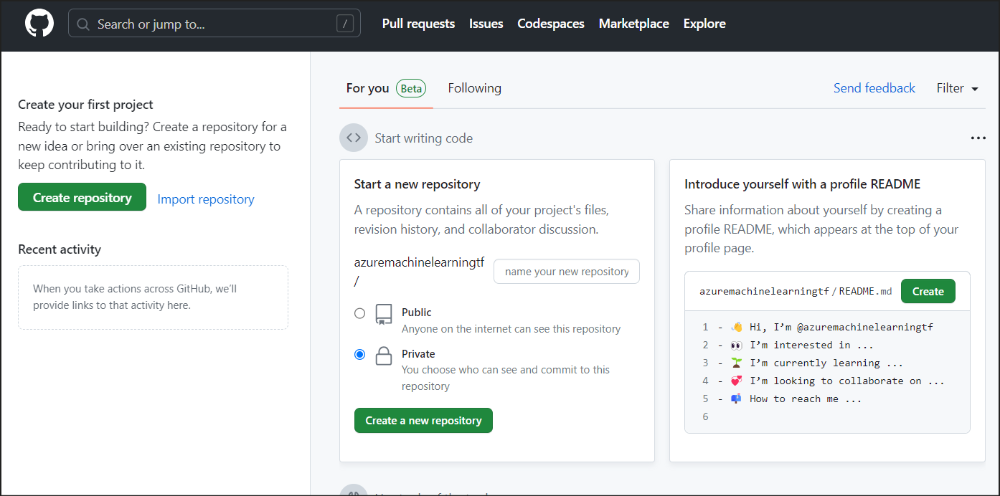 Search or jump to... /
Pull requests Issues Codespaces Marketplace Explore
Create your first project
Ready to start building? Create a repository for a
new idea or bring over an existing repository to
keep contributing to it.
Create repository Import repository
Recent activity
When you take actions across GitHub, we'll
provide links to that activity here.
For you Beta Following Send feedback Filter
Start writing code
Start a new repository
A repository contains all of your project's files,
revision history, and collaborator discussion.
azuremachinelearningtf
/
name your new repository
Public
Anyone on the internet can see this repository
Private
You choose who can see and commit to this
repository
Create a new repository
Introduce yourself with a profile README
Share information about yourself by creating a
profile README, which appears at the top of your
profile page.
azuremachinelearningtf/README.md Create
1 - 👋 Hi, I’m @azuremachinelearningtf
2 - 👀 I’m interested in ...
3 - 🌱 I’m currently learning ...
4 - 💞️ I’m looking to collaborate on ...
5 - 📫 How to reach me ...
6